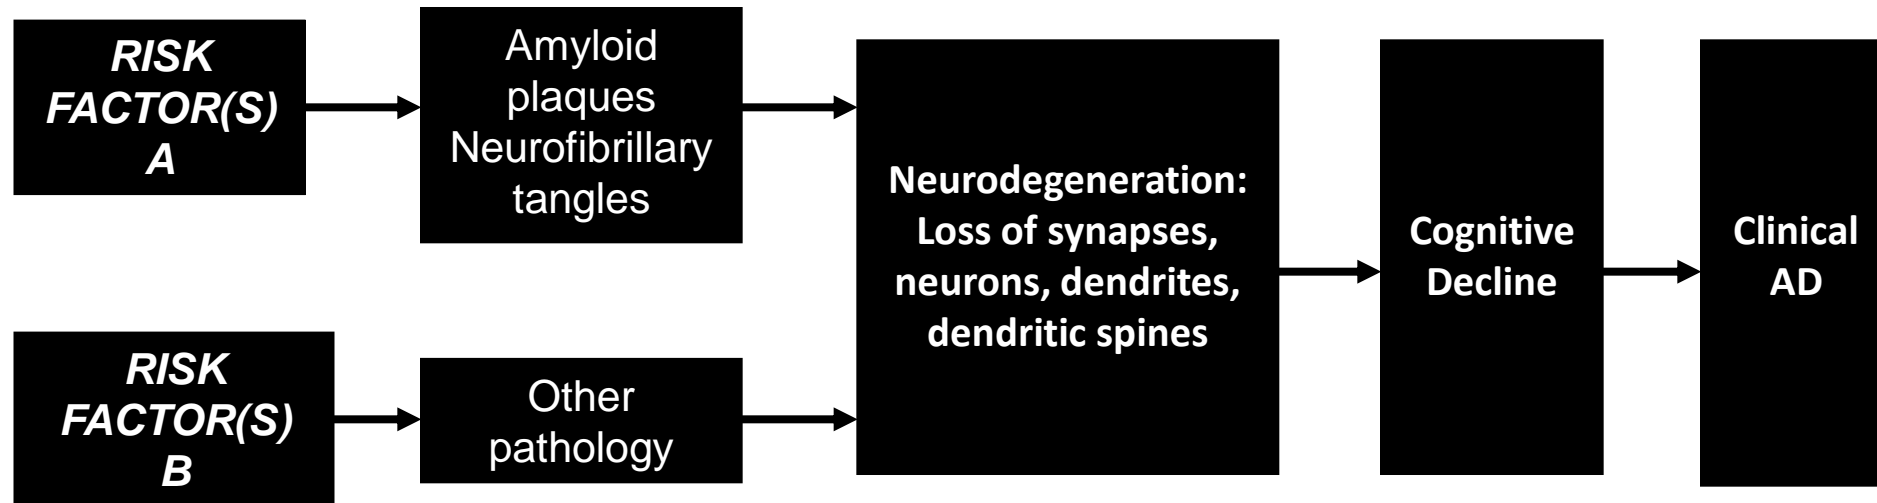 RISK
FACTOR(S)
A
Amyloid
plaques
Neurofibrillary
tangles
RISK
FACTOR(S)
B
Other
pathology
Neurodegeneration:
Loss of synapses,
neurons, dendrites,
dendritic spines
Cognitive
Decline
Clinical
AD